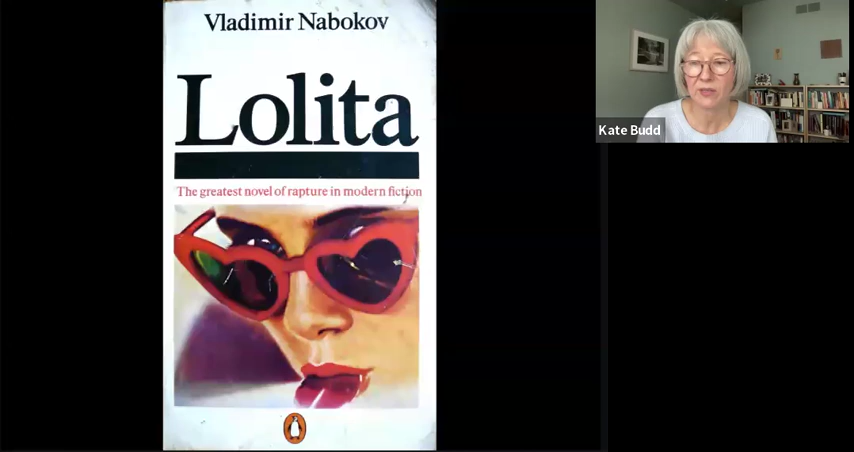 Vladimir Nabokov
Lolita
The greatest novel of rapture in modern fiction
Kate Budd